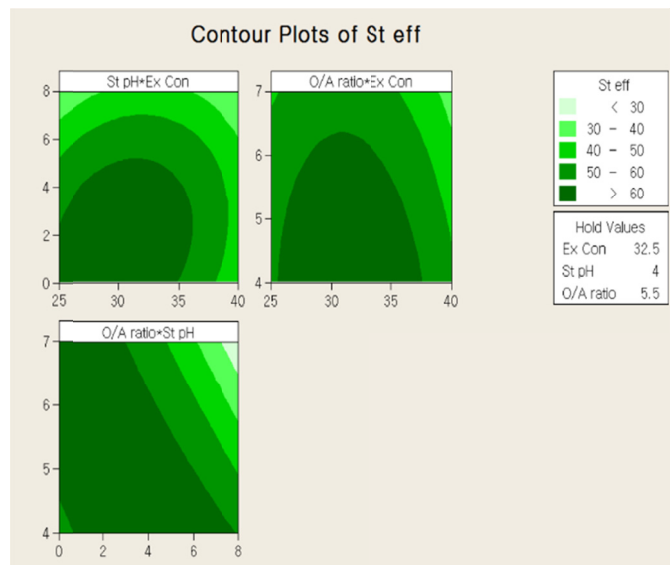 Contour Plots of St eff
St pH*Ex Con
8
6
4
2
0
25 30 35 40
O/A ratio*Ex Con
7
6
5
4
25 30 35 40
O/A ratio*St pH
7
6
5
4
0 2 4 6 8
St eff
< 30
30 - 40
40 - 50
50 - 60
> 60
Hold Values
Ex Con 32.5
St pH 4
O/A ratio 5.5